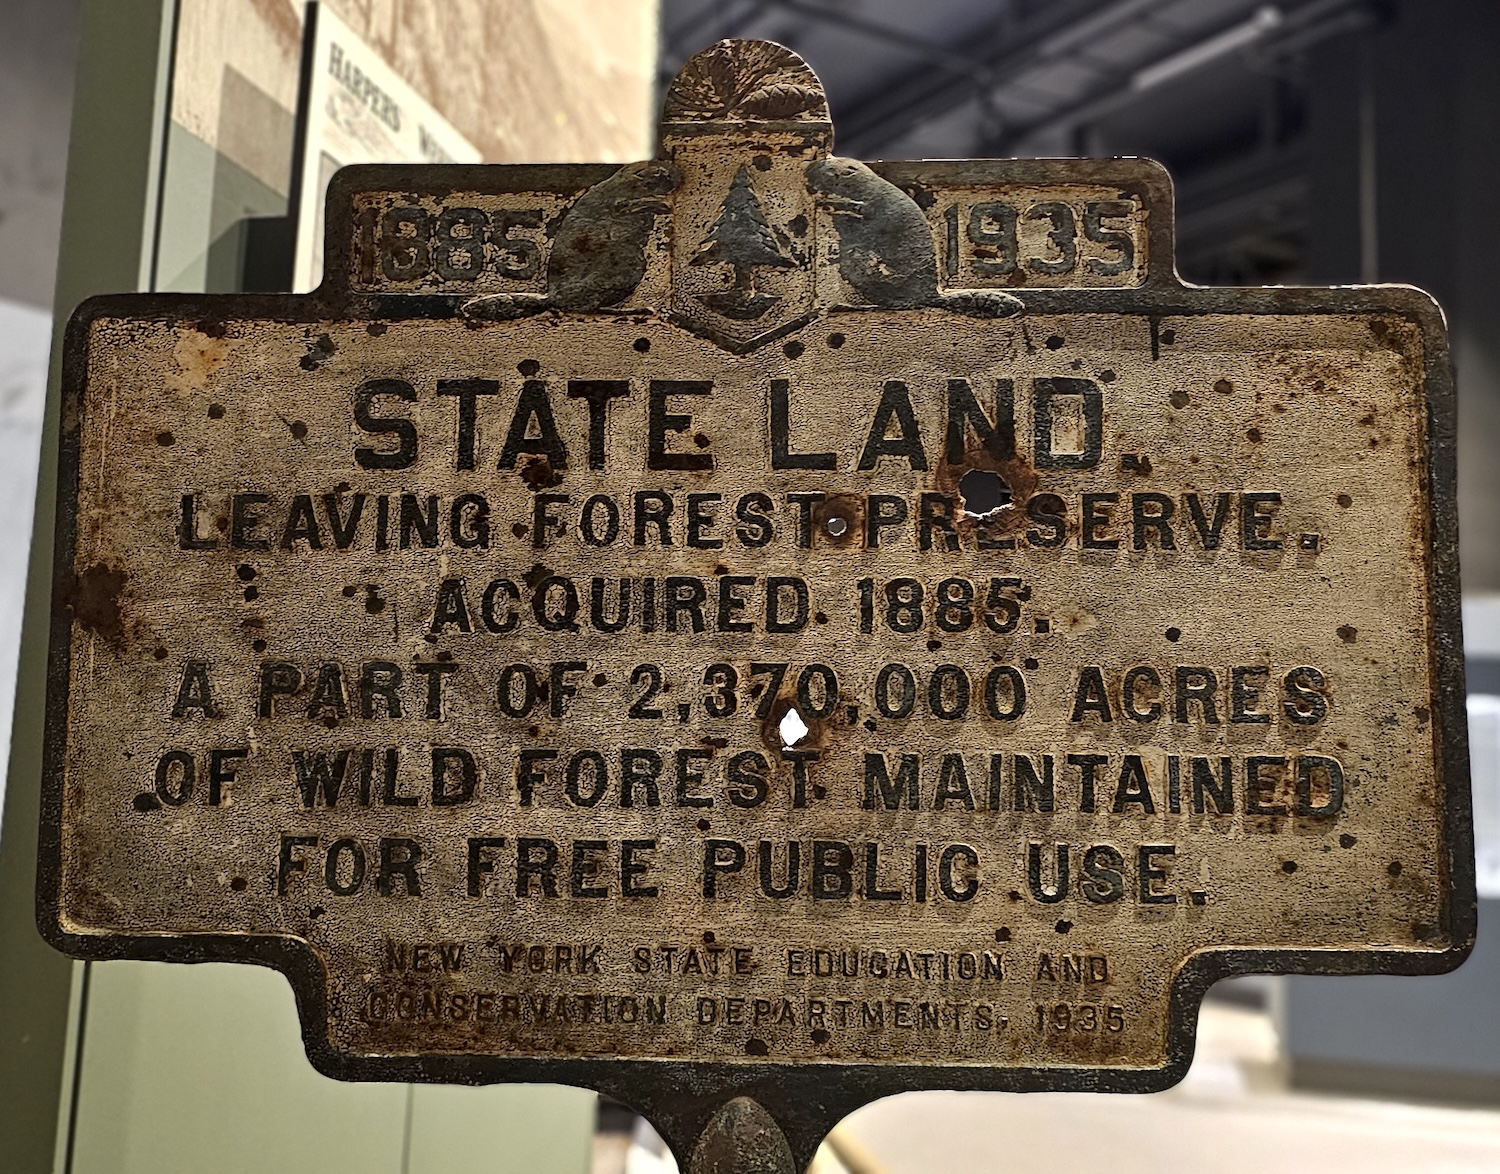 HARPERS
1885 1935
STATE LAND.
LEAVING FOREST PRESERVE.
ACQUIRED 1885.
A PART OF 2,370,000 ACRES
OF WILD FOREST MAINTAINED
FOR FREE PUBLIC USE.
NEW YORK STATE EDUCATION AND
CONSERVATION DEPARTMENTS, 1935